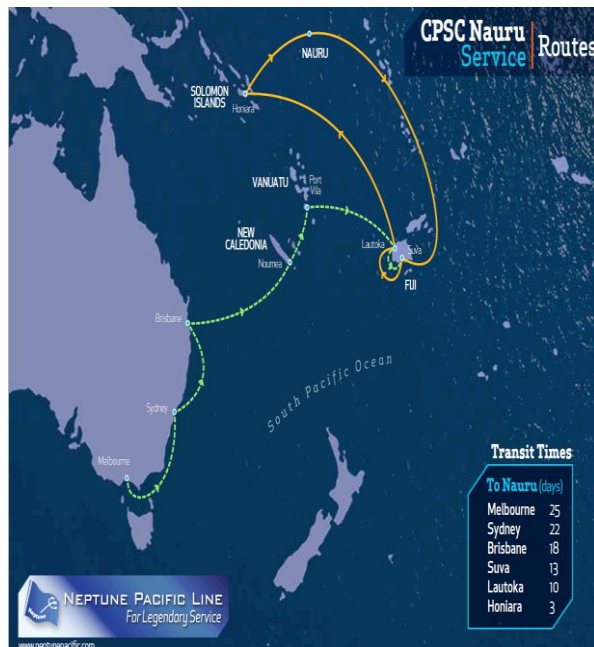 CPSC Nauru
Service
Routes
NAURU
SOLOMON
ISLANDS
Honiara
VANUATU
Port
Villa
NEW
CALEDONIA
Noumea
Lautoka
Suva
FIJI
Brisbane
Sydney
Melbourne
South Pacific Ocean
Transit Times
To Nauru (days)
Melbourne 25
Sydney 22
Brisbane 18
Suva 13
Lautoka 10
Honiara 3
Neptune
NEPTUNE PACIFIC LINE
For Legendary Service
www.neptunepacific.com